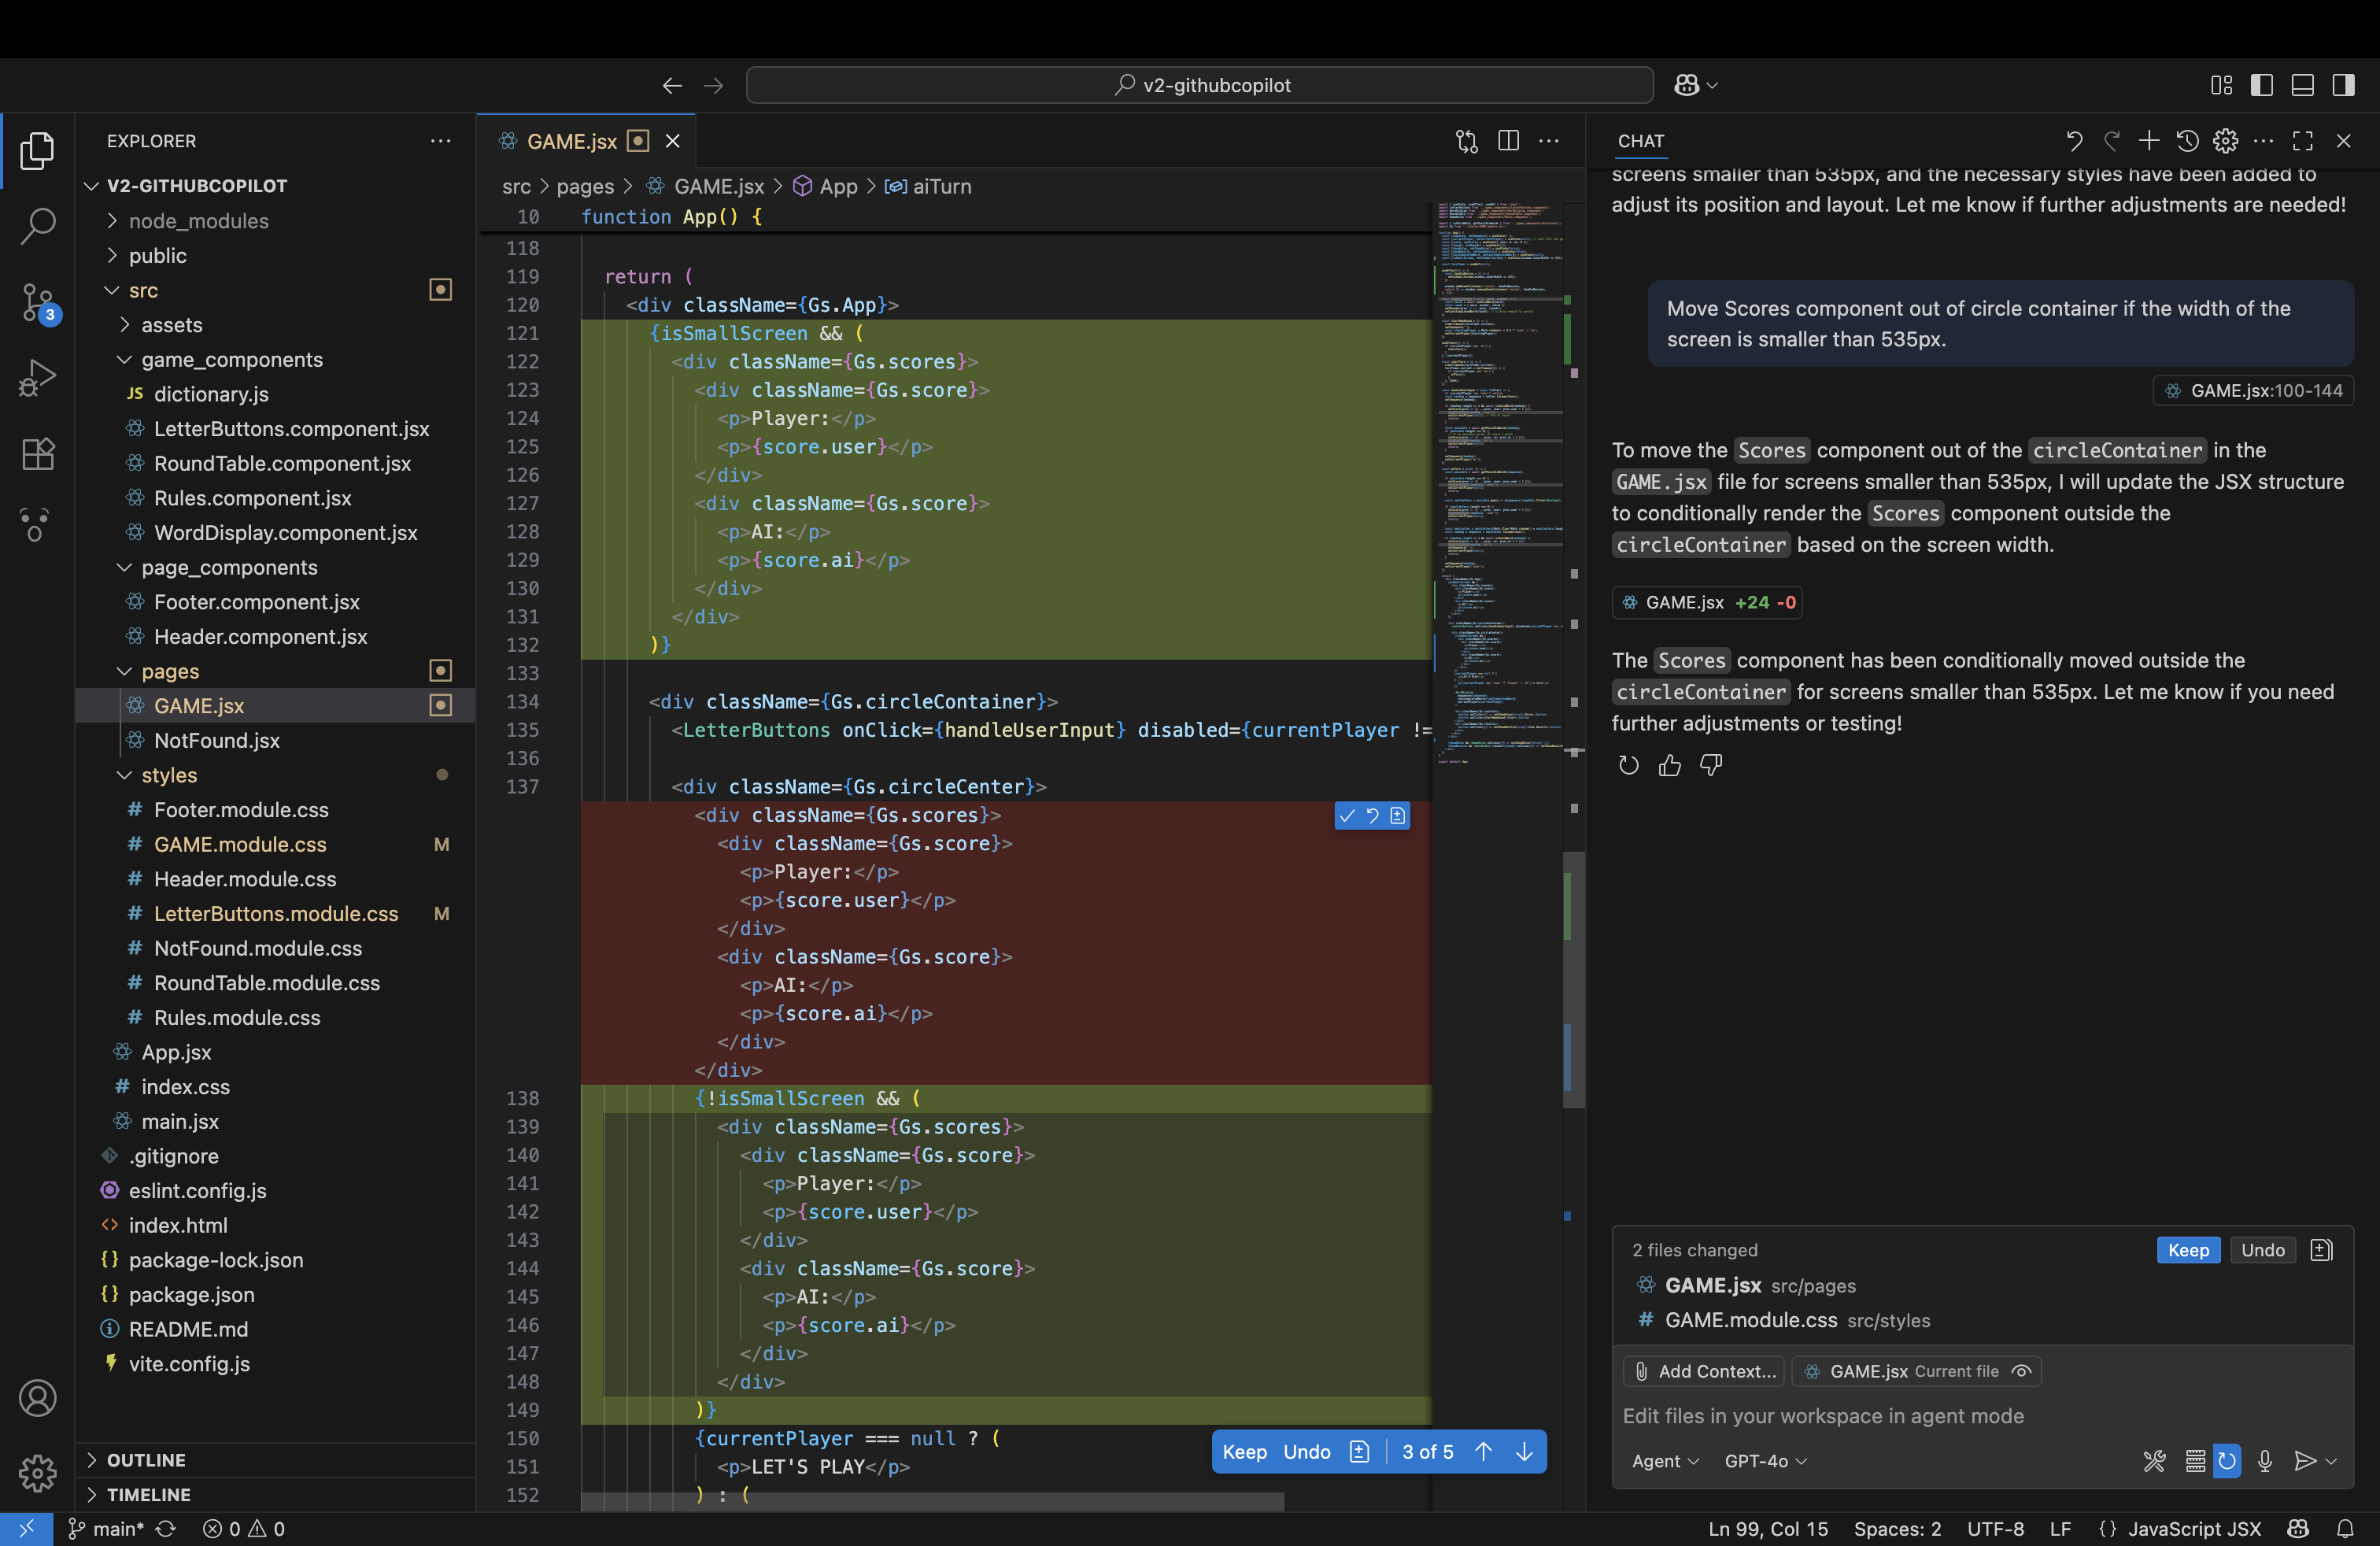 v2-githubcopilot
EXPLORER
V2-GITHUBCOPILOT
node_modules
public
src
assets
game_components
JS dictionary.js
LetterButtons.component.jsx
RoundTable.component.jsx
Rules.component.jsx
WordDisplay.component.jsx
page_components
Footer.component.jsx
Header.component.jsx
pages
GAME.jsx
NotFound.jsx
styles
# Footer.module.css
# GAME.module.css M
# Header.module.css
# LetterButtons.module.css M
# NotFound.module.css
# RoundTable.module.css
# Rules.module.css
App.jsx
# index.css
main.jsx
.gitignore
eslint.config.js
<> index.html
{} package-lock.json
{} package.json
README.md
vite.config.js
OUTLINE
TIMELINE
3
GAME.jsx
src > pages > GAME.jsx > App > aiTurn
10 function App() {
118
119 return (
120 <div className={Gs.App}>
121 {isSmallScreen && (
122 <div className={Gs.scores}>
123 <div className={Gs.score}>
124 <p>Player:</p>
125 <p>{score.user}</p>
126 </div>
127 <div className={Gs.score}>
128 <p>AI:</p>
129 <p>{score.ai}</p>
130 </div>
131 </div>
132 )}
133
134 <div className={Gs.circleContainer}>
135 <LetterButtons onClick={handleUserInput} disabled={currentPlayer !=
136
137 <div className={Gs.circleCenter}>
<div className={Gs.scores}>
<div className={Gs.score}>
<p>Player:</p>
<p>{score.user}</p>
</div>
<div className={Gs.score}>
<p>AI:</p>
<p>{score.ai}</p>
</div>
</div>
138 {!isSmallScreen && (
139 <div className={Gs.scores}>
140 <div className={Gs.score}>
141 <p>Player:</p>
142 <p>{score.user}</p>
143 </div>
144 <div className={Gs.score}>
145 <p>AI:</p>
146 <p>{score.ai}</p>
147 </div>
148 </div>
149 )}
150 {currentPlayer === null ? (
151 <p>LET'S PLAY</p>
152 ) : (
Keep Undo 3 of 5
CHAT
screens smaller than 535px, and the necessary styles have been added to
adjust its position and layout. Let me know if further adjustments are needed!
Move Scores component out of circle container if the width of the
screen is smaller than 535px.
GAME.jsx:100-144
To move the Scores component out of the circleContainer in the
GAME.jsx file for screens smaller than 535px, I will update the JSX structure
to conditionally render the Scores component outside the
circleContainer based on the screen width.
GAME.jsx +24 -0
The Scores component has been conditionally moved outside the
circleContainer for screens smaller than 535px. Let me know if you need
further adjustments or testing!
2 files changed Keep Undo
GAME.jsx src/pages
# GAME.module.css src/styles
Add Context... GAME.jsx Current file
Edit files in your workspace in agent mode
Agent GPT-4o
main* 0 0
Ln 99, Col 15 Spaces: 2 UTF-8 LF {} JavaScript JSX